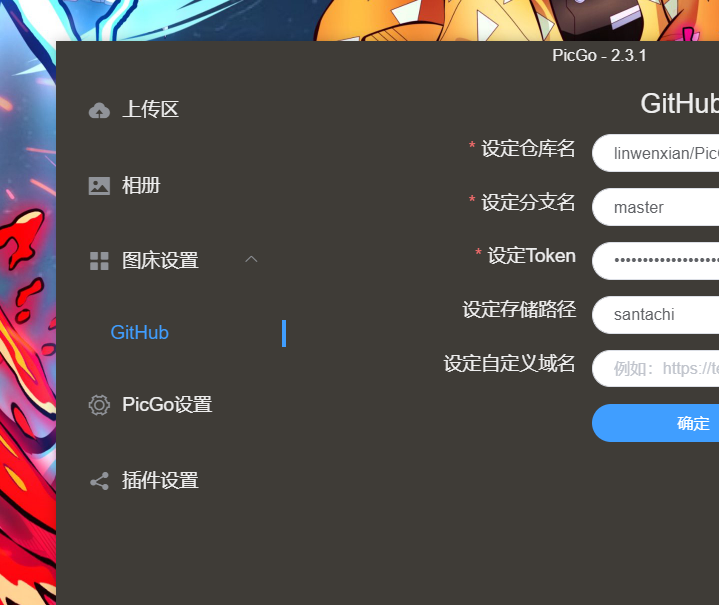 PicGo - 2.3.1
上传区
相册
图床设置
GitHub
PicGo设置
插件设置
GitHub
* 设定仓库名
linwenxian/Pic
* 设定分支名
master
* 设定Token
••••••••••••••••••••
设定存储路径
santachi
设定自定义域名
例如：https://te
确定